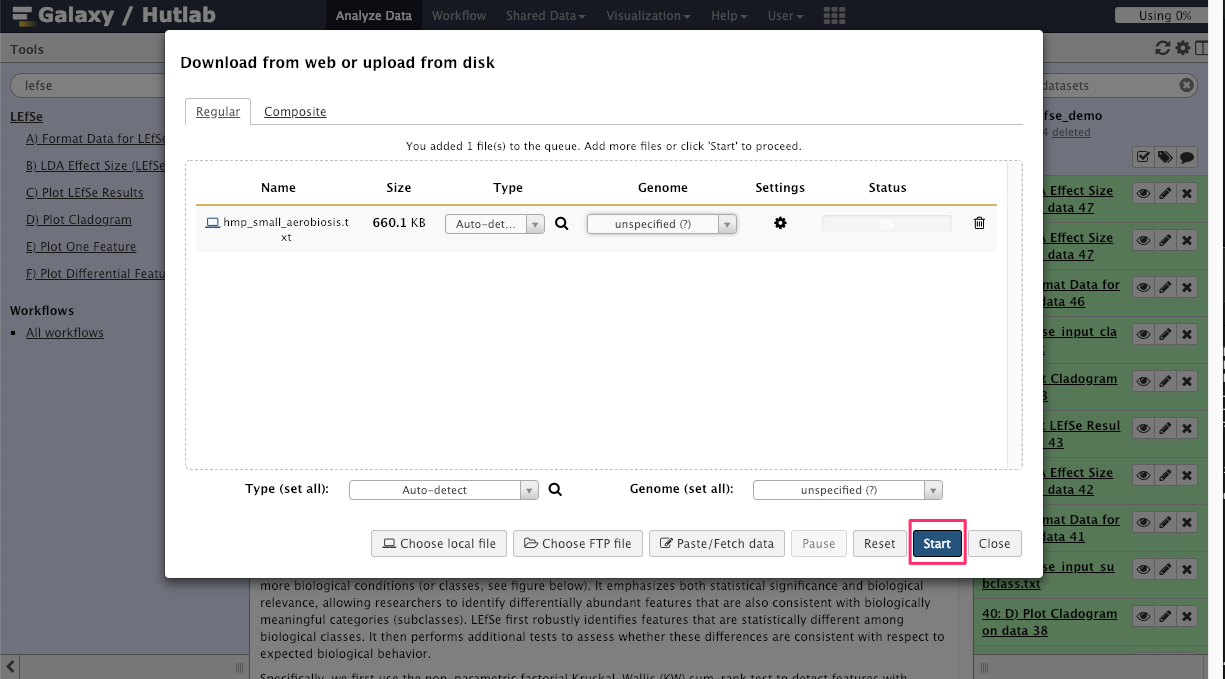 Galaxy / Hutlab
Analyze Data Workflow Shared Data Visualization Help User
Using 0%
Tools
lefse
LEfSe
A) Format Data for LEfSe
B) LDA Effect Size (LEfSe
C) Plot LEfSe Results
D) Plot Cladogram
E) Plot One Feature
F) Plot Differential Featu
Workflows
All workflows
Download from web or upload from disk
Regular Composite
You added 1 file(s) to the queue. Add more files or click 'Start' to proceed.
Name Size Type Genome Settings Status
hmp_small_aerobiosis.t
xt
660.1 KB Auto-det... unspecified (?) 0%
Type (set all): Auto-detect Genome (set all): unspecified (?)
Choose local file Choose FTP file Paste/Fetch data Pause Reset Start Close
more biological conditions (or classes, see figure below). It emphasizes both statistical significance and biological
relevance, allowing researchers to identify differentially abundant features that are also consistent with biologically
meaningful categories (subclasses). LEfSe first robustly identifies features that are statistically different among
biological classes. It then performs additional tests to assess whether these differences are consistent with respect to
expected biological behavior.
Specifically, we first use the non-parametric factorial Kruskal-Wallis (KW) sum-rank test to detect features with
datasets
fse_demo
4 deleted
A Effect Size
data 47
A Effect Size
data 47
mat Data for
data 46
se_input_cla
t Cladogram
3
t LEfSe Resul
43
A Effect Size
data 42
mat Data for
data 41
se_input_su
bclass.txt
40: D) Plot Cladogram
on data 38